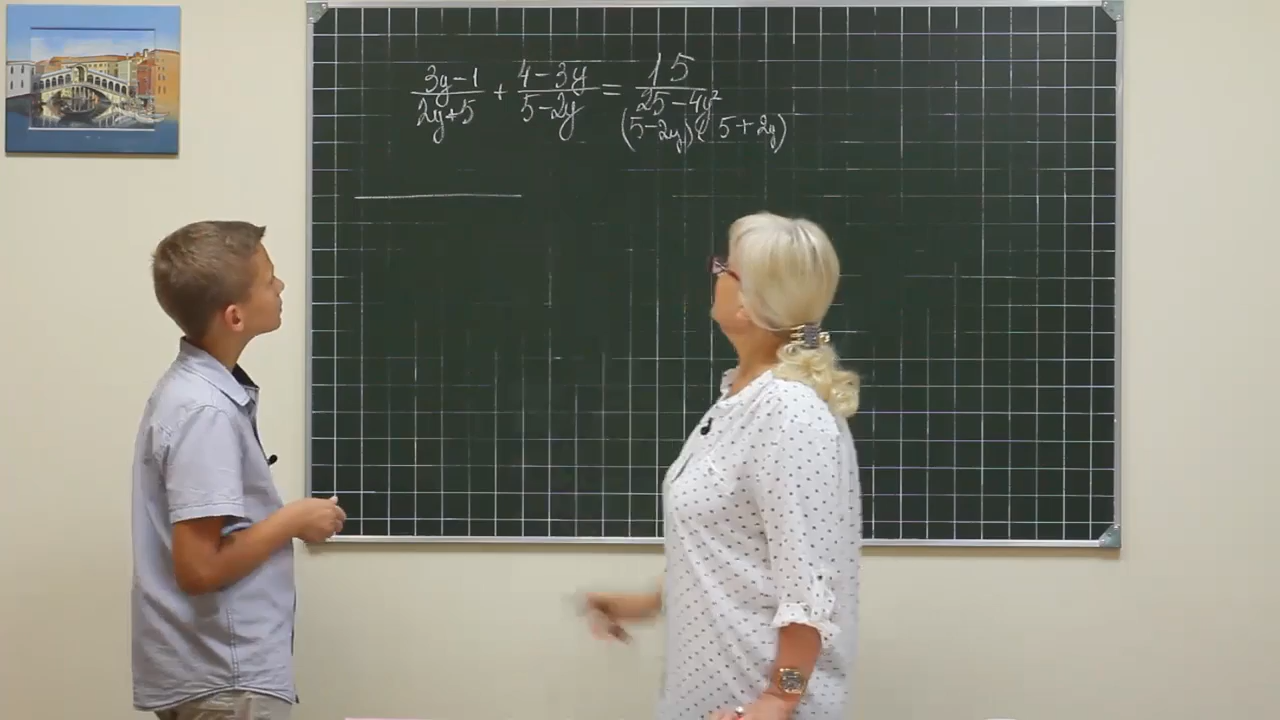 (3y-1)/(2y+5) + (4-3y)/(5-2y) = 15/(25-4y²)
(5-2y)(5+2y)